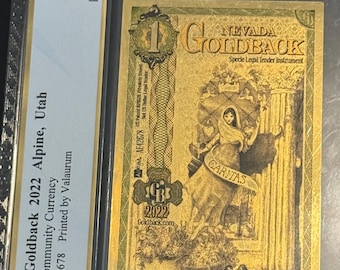 Goldback 2022 Alpine, Utah
ommunity Currency
678 Printed by Valaurum
1
NEVADA
GOLDBACK
Specie Legal Tender Instrument
CARITAS
2022
Goldback.com